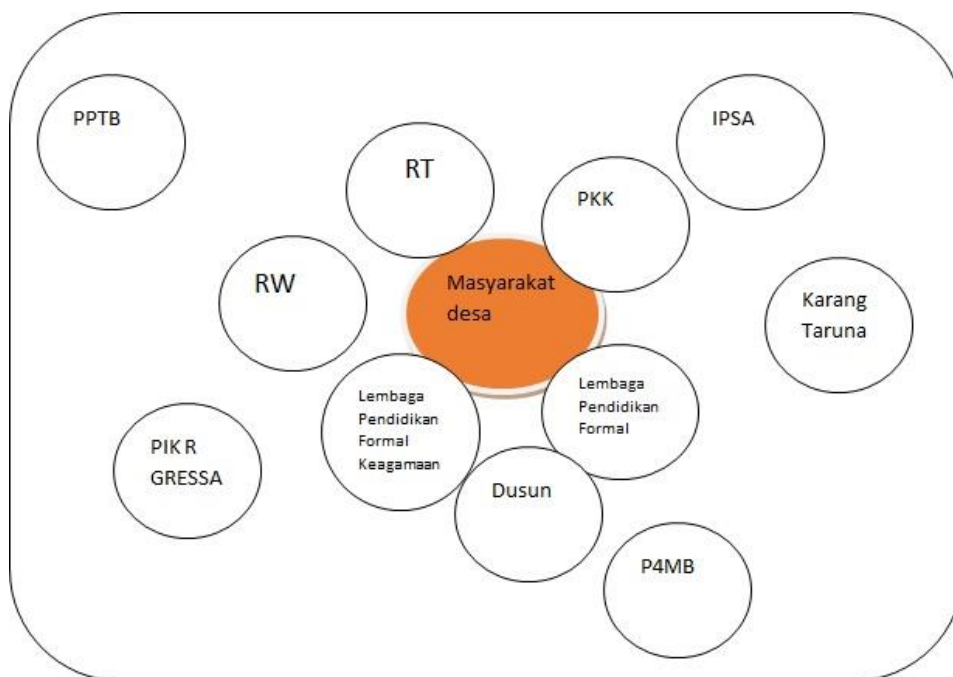 PPTB
IPSA
RT
PKK
RW
Masyarakat
desa
Karang
Taruna
Lembaga
Pendidikan
Formal
Keagamaan
Lembaga
Pendidikan
Formal
PIK R
GRESSA
Dusun
P4MB